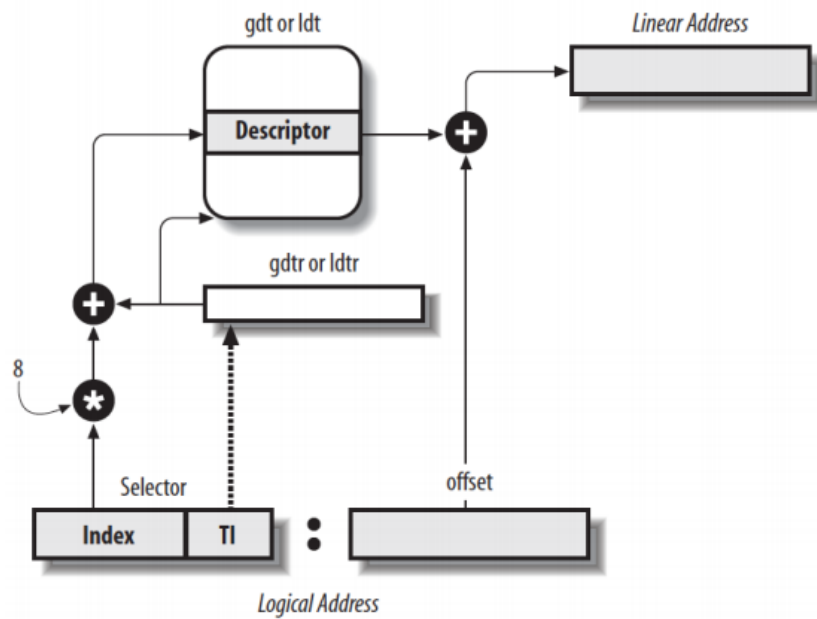 gdt or ldt
Linear Address
Descriptor
+
gdtr or ldtr
+
8
*
Selector
offset
Index
TI
:
Logical Address